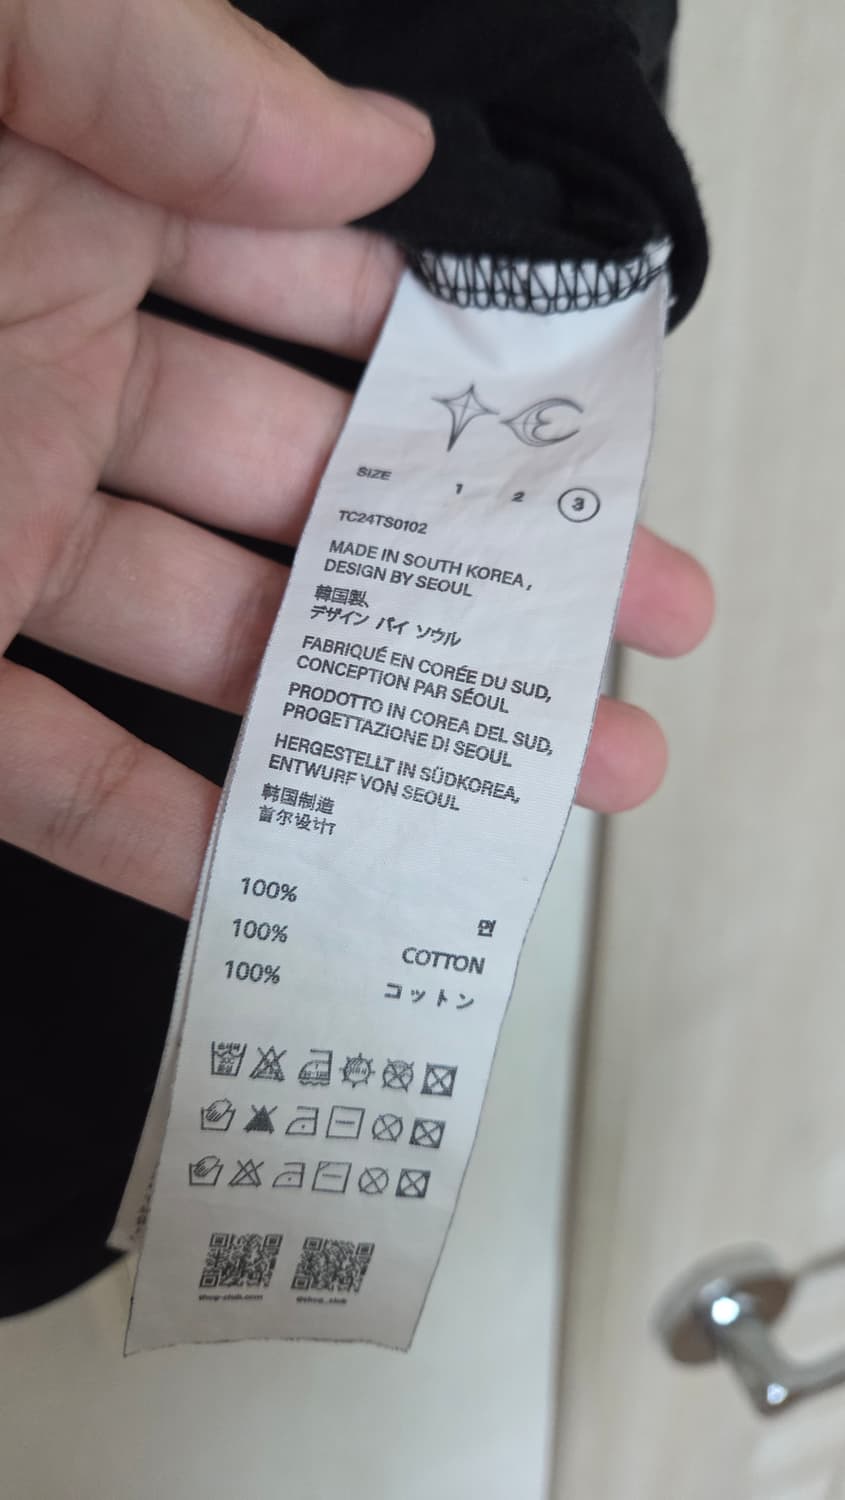 SIZE 1 2 3
TC24TS0102
MADE IN SOUTH KOREA,
DESIGN BY SEOUL
韓国製、
デザイン バイ ソウル
FABRIQUÉ EN CORÉE DU SUD,
CONCEPTION PAR SÉOUL
PRODOTTO IN COREA DEL SUD,
PROGETTAZIONE DI SEOUL
HERGESTELLT IN SÜDKOREA,
ENTWURF VON SEOUL
韩国制造
首尔设计
100% 면
100% COTTON
100% コットン